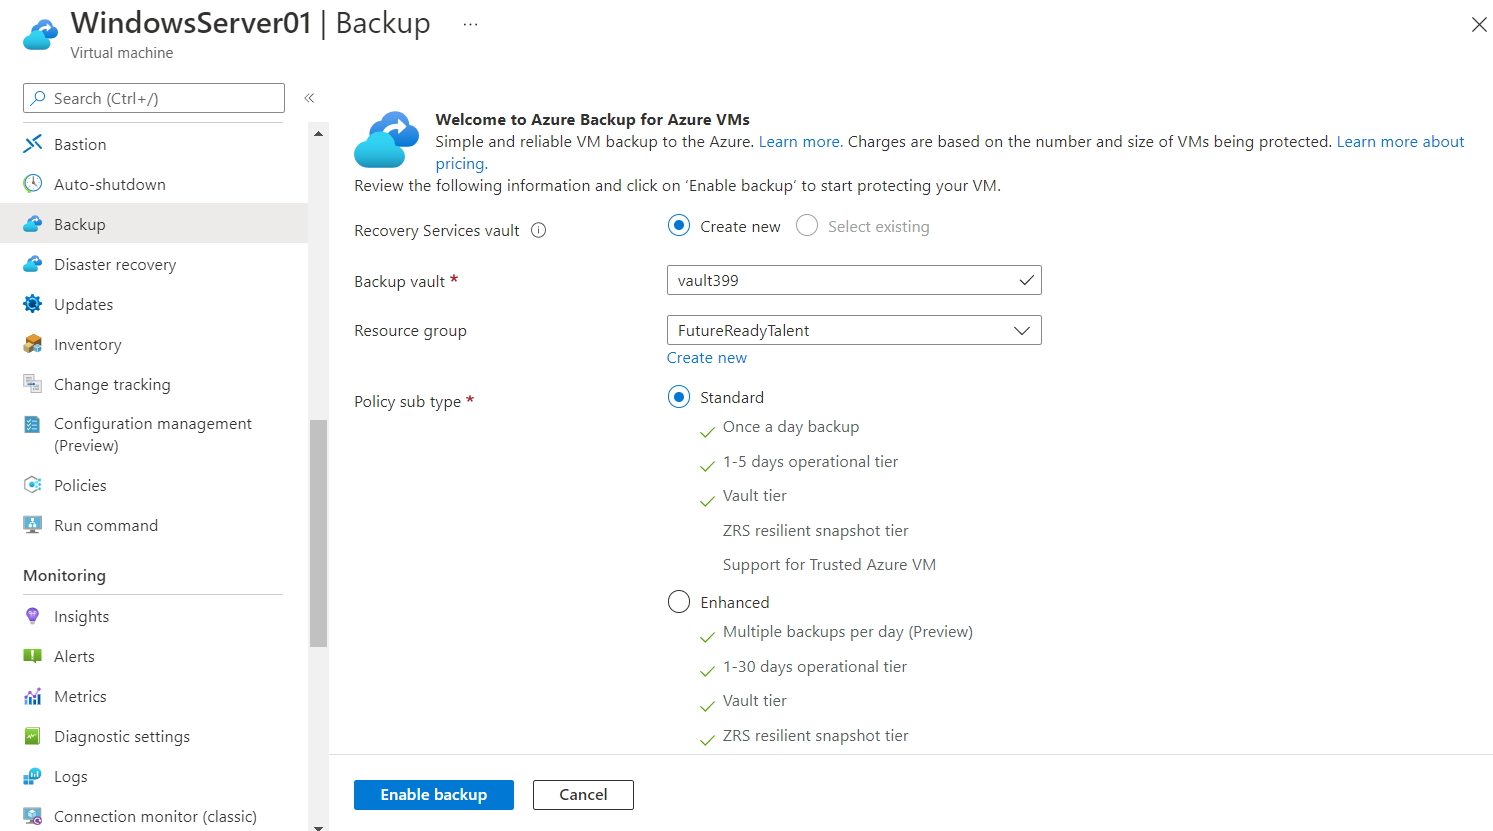 WindowsServer01 | Backup ...
Virtual machine
Search (Ctrl+/)
«
Bastion
Auto-shutdown
Backup
Disaster recovery
Updates
Inventory
Change tracking
Configuration management
(Preview)
Policies
Run command
Monitoring
Insights
Alerts
Metrics
Diagnostic settings
Logs
Connection monitor (classic)
Welcome to Azure Backup for Azure VMs
Simple and reliable VM backup to the Azure. Learn more. Charges are based on the number and size of VMs being protected. Learn more about
pricing.
Review the following information and click on ‘Enable backup’ to start protecting your VM.
Recovery Services vault
Create new
Select existing
Backup vault *
vault399
Resource group
FutureReadyTalent
Create new
Policy sub type *
Standard
Once a day backup
1-5 days operational tier
Vault tier
ZRS resilient snapshot tier
Support for Trusted Azure VM
Enhanced
Multiple backups per day (Preview)
1-30 days operational tier
Vault tier
ZRS resilient snapshot tier
Enable backup
Cancel